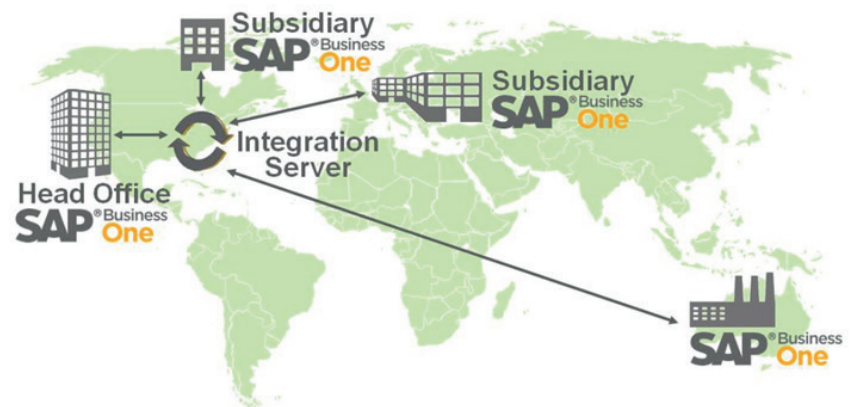 Subsidiary
SAP® Business
One
Subsidiary
SAP® Business
One
Integration
Server
Head Office
SAP® Business
One
SAP® Business
One